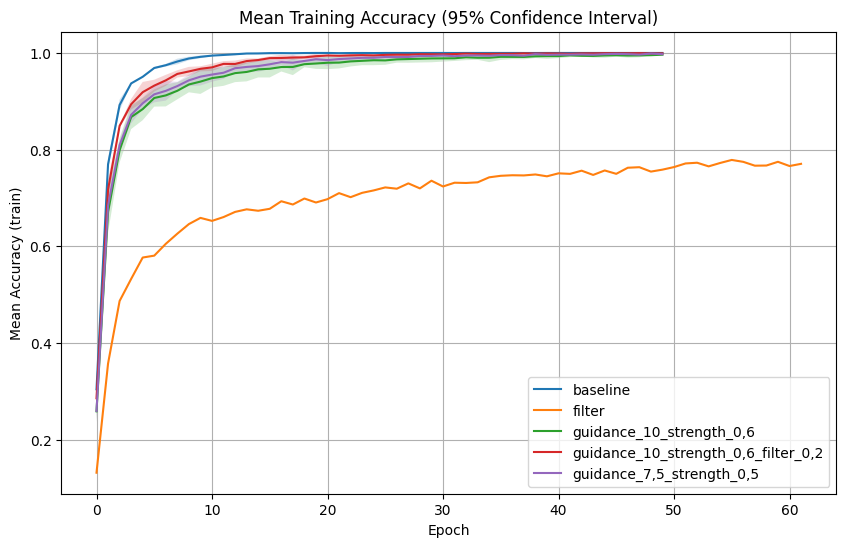 Mean Training Accuracy (95% Confidence Interval)
Mean Accuracy (train)
1.0
0.8
0.6
0.4
0.2
0 10 20 30 40 50 60
Epoch
baseline
filter
guidance_10_strength_0,6
guidance_10_strength_0,6_filter_0,2
guidance_7,5_strength_0,5